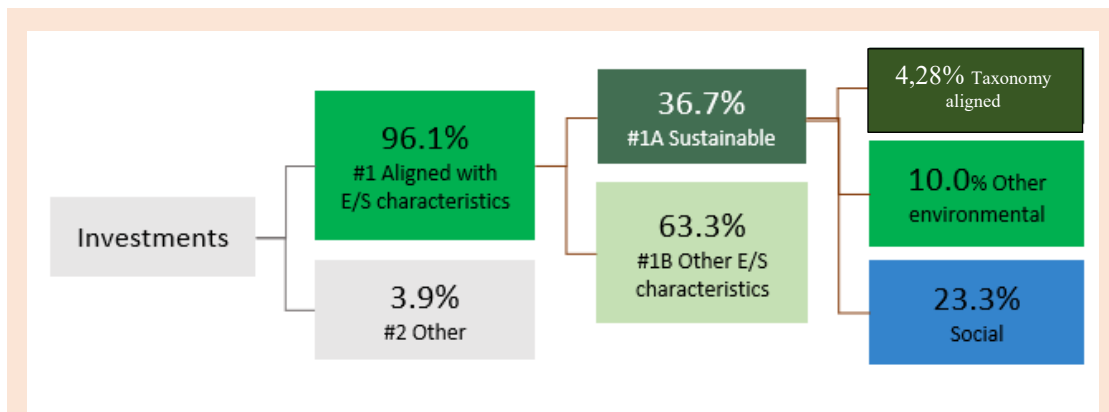 Investments
96.1%
#1 Aligned with
E/S characteristics
3.9%
#2 Other
36.7%
#1A Sustainable
63.3%
#1B Other E/S
characteristics
4,28% Taxonomy
aligned
10.0% Other
environmental
23.3%
Social